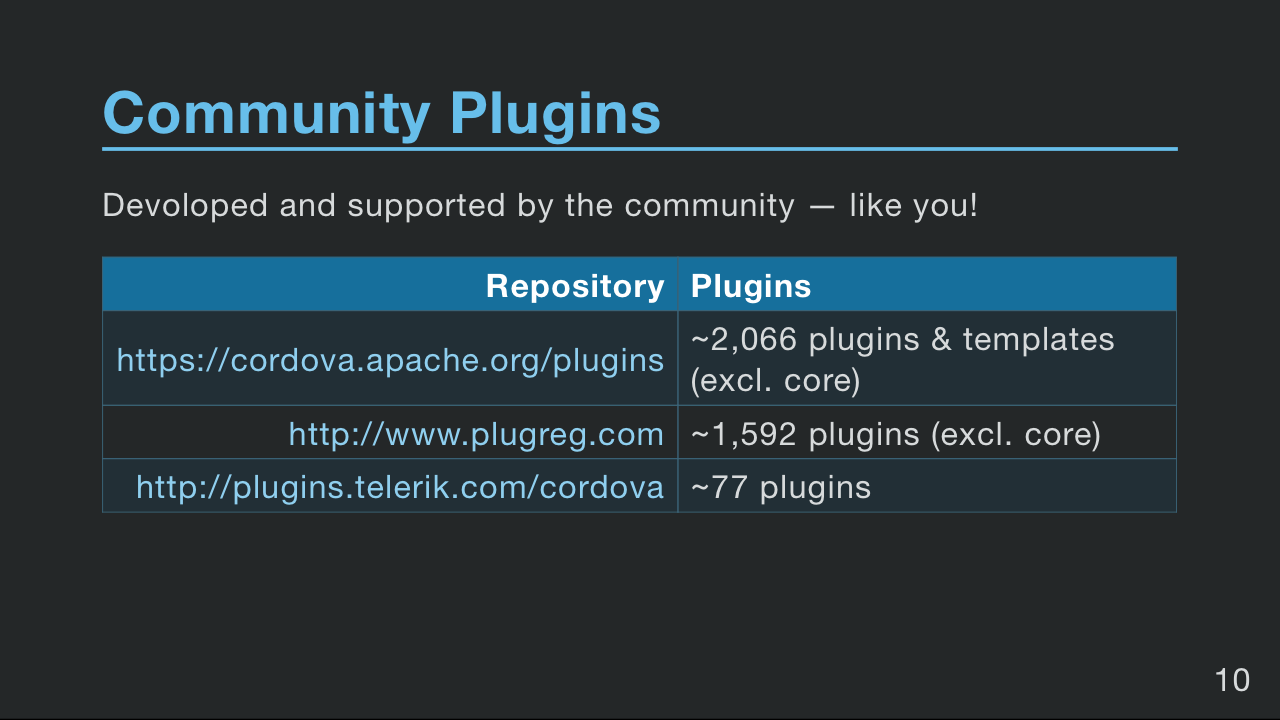 Community Plugins
Devoloped and supported by the community — like you!
Repository Plugins
https://cordova.apache.org/plugins ~2,066 plugins & templates
(excl. core)
http://www.plugreg.com ~1,592 plugins (excl. core)
http://plugins.telerik.com/cordova ~77 plugins
10